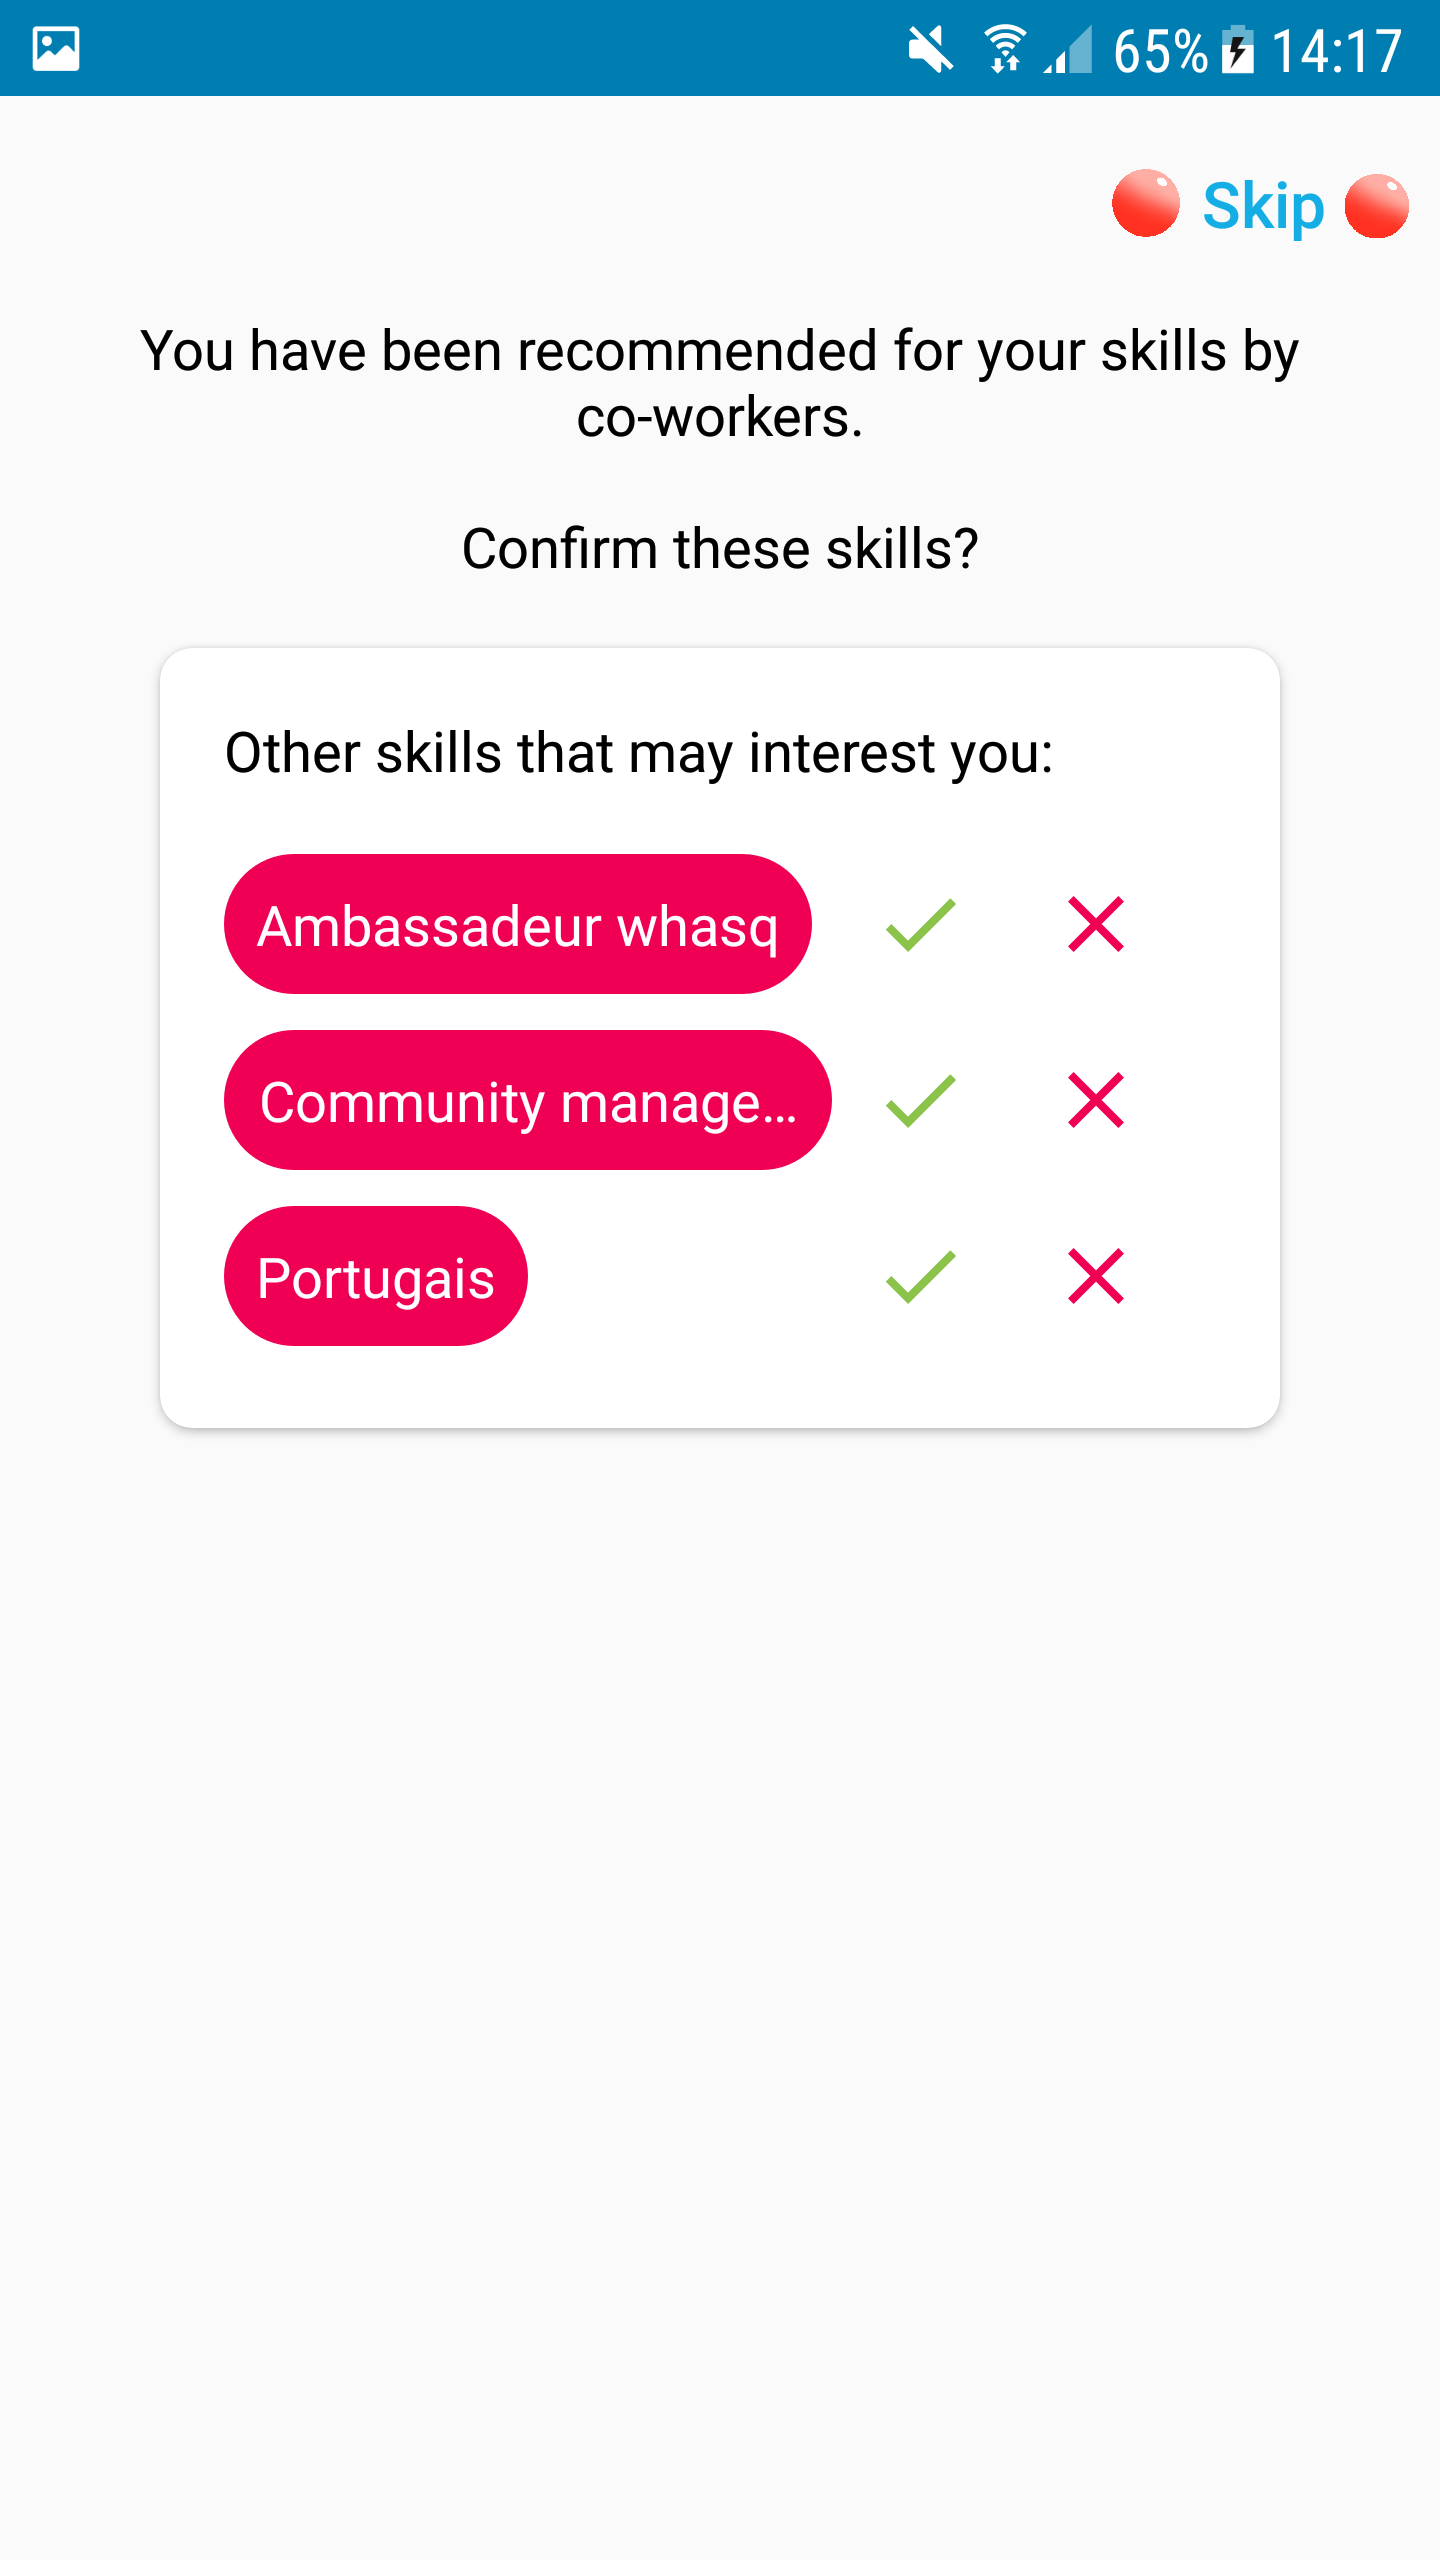 65% 14:17
Skip
You have been recommended for your skills by
co-workers.
Confirm these skills?
Other skills that may interest you:
Ambassadeur whasq
Community manage…
Portugais